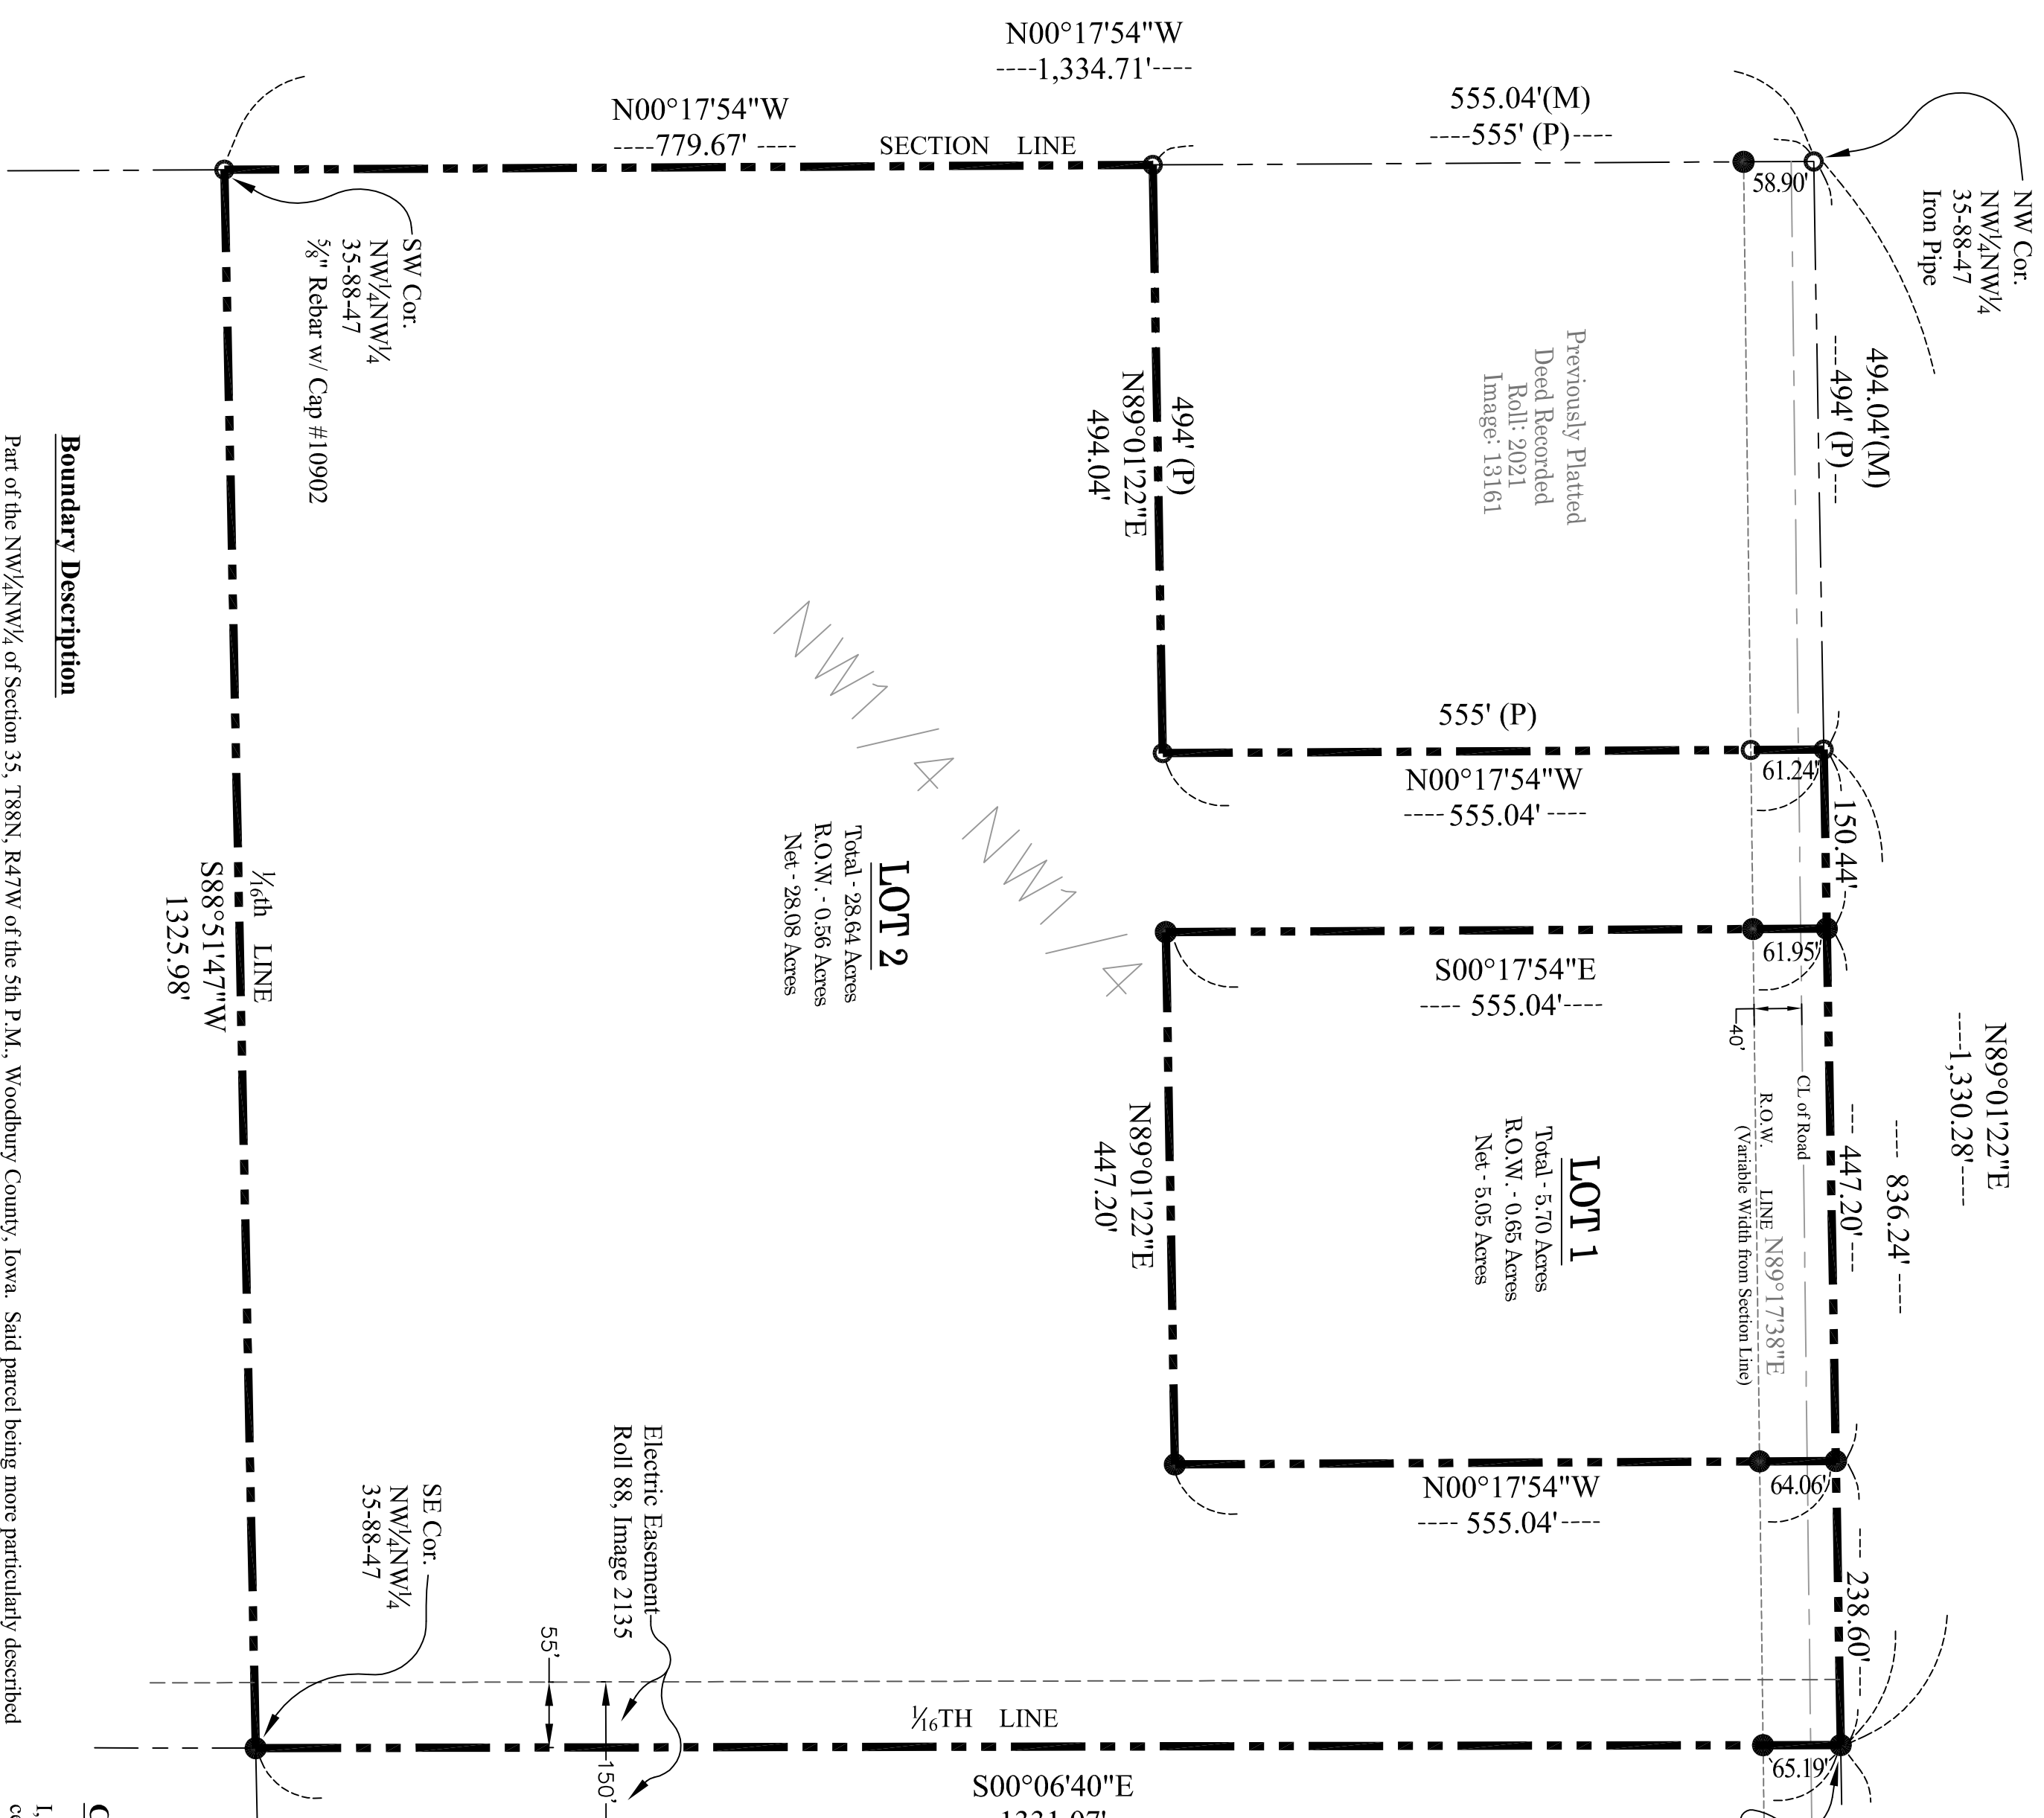 N00°17'54"W
----1,334.71'----
N00°17'54"W
----779.67' ----
SECTION LINE
555.04'(M)
----555' (P)----
58.90'
NW Cor.
NW¼NW¼
35-88-47
Iron Pipe
SW Cor.
NW¼NW¼
35-88-47
⅝" Rebar w/ Cap #10902
494.04'(M)
----494' (P)----
Previously Platted
Deed Recorded
Roll: 2021
Image: 13161
494' (P)
N89°01'22"E
494.04'
555' (P)
N00°17'54"W
---- 555.04' ----
61.24'
150.44'
NW1/4 NW1/4
LOT 2
Total - 28.64 Acres
R.O.W. - 0.56 Acres
Net - 28.08 Acres
1/16th LINE
S88°51'47"W
1325.98'
S00°17'54"E
---- 555.04'----
61.95'
40'
N89°01'22"E
----1,330.28'----
---- 836.24' ----
---- 447.20'----
CL of Road
R.O.W. LINE N89°17'38"E
(Variable Width from Section Line)
LOT 1
Total - 5.70 Acres
R.O.W. - 0.65 Acres
Net - 5.05 Acres
N89°01'22"E
447.20'
N00°17'54"W
---- 555.04'----
64.06'
---- 238.60'----
Electric Easement
Roll 88, Image 2135
SE Cor.
NW¼NW¼
35-88-47
55'
150'
1/16TH LINE
65.19'
S00°06'40"E
1331.07'
Boundary Description
Part of the NW¼NW¼ of Section 35, T88N, R47W of the 5th P.M., Woodbury County, Iowa. Said parcel being more particularly described
C
I,